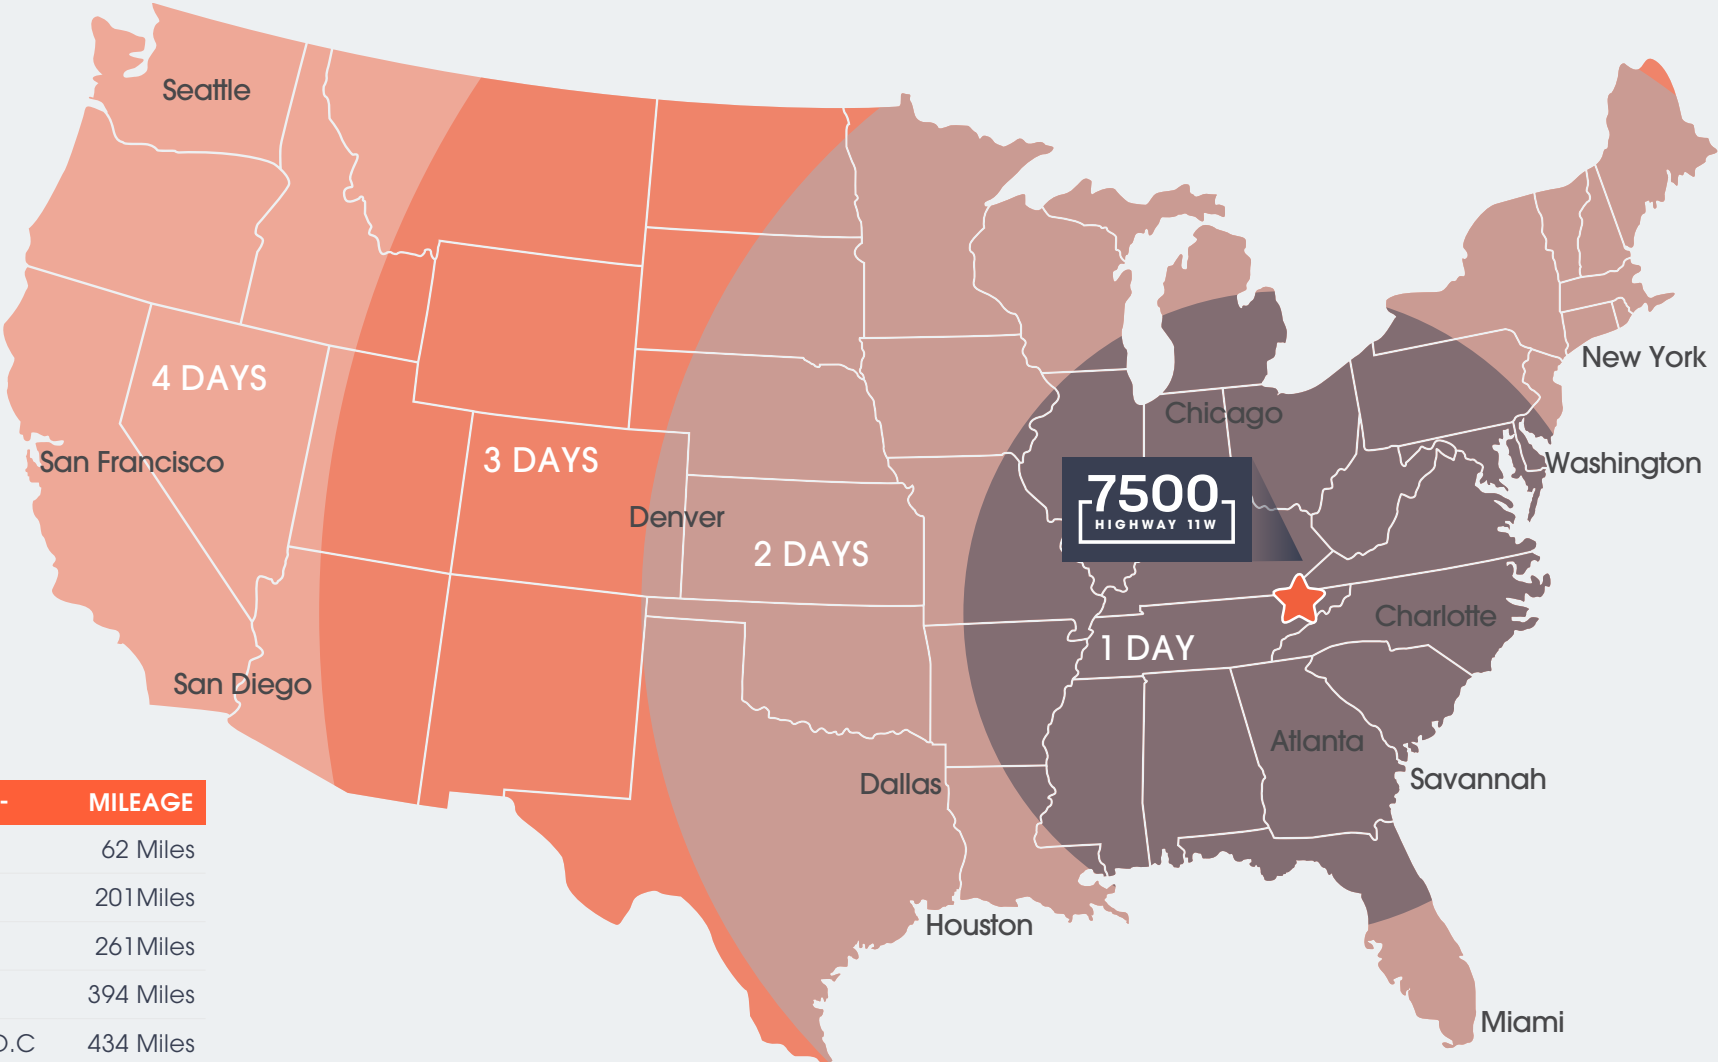 Seattle
4 DAYS
New York
Chicago
San Francisco
3 DAYS
Washington
7500
HIGHWAY 11W
Denver
2 DAYS
Charlotte
1 DAY
San Diego
Atlanta
Savannah
Dallas
- MILEAGE
62 Miles
201Miles
261Miles
Houston
394 Miles
Miami
D.C 434 Miles